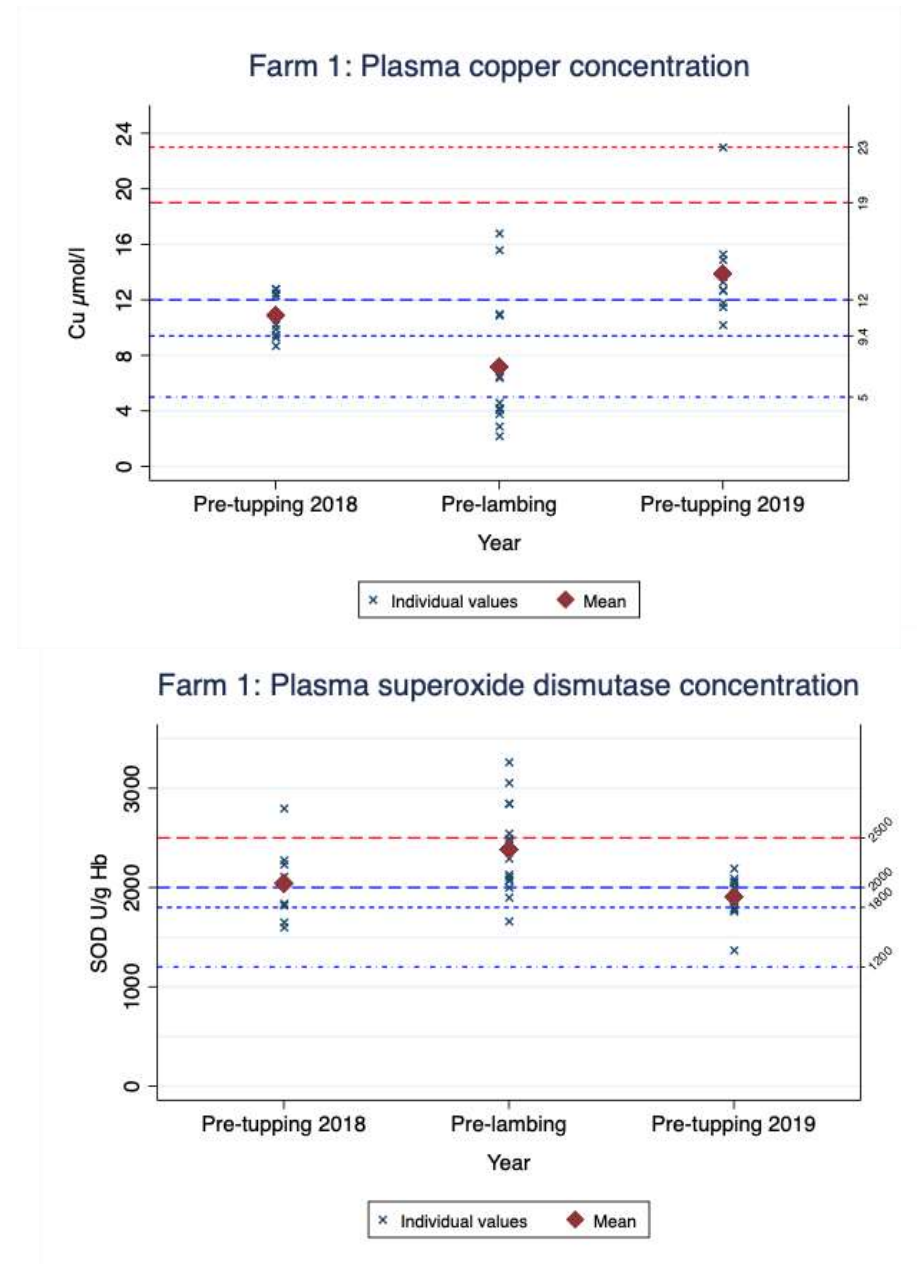 Farm 1: Plasma copper concentration
Cu µmol/l
24
20
16
12
8
4
0
23
19
12
9.4
5
Pre-tupping 2018
Pre-lambing
Pre-tupping 2019
Year
Individual values
Mean
Farm 1: Plasma superoxide dismutase concentration
SOD U/g Hb
3000
2000
1000
0
2500
2000
1800
1200
Pre-tupping 2018
Pre-lambing
Pre-tupping 2019
Year
Individual values
Mean